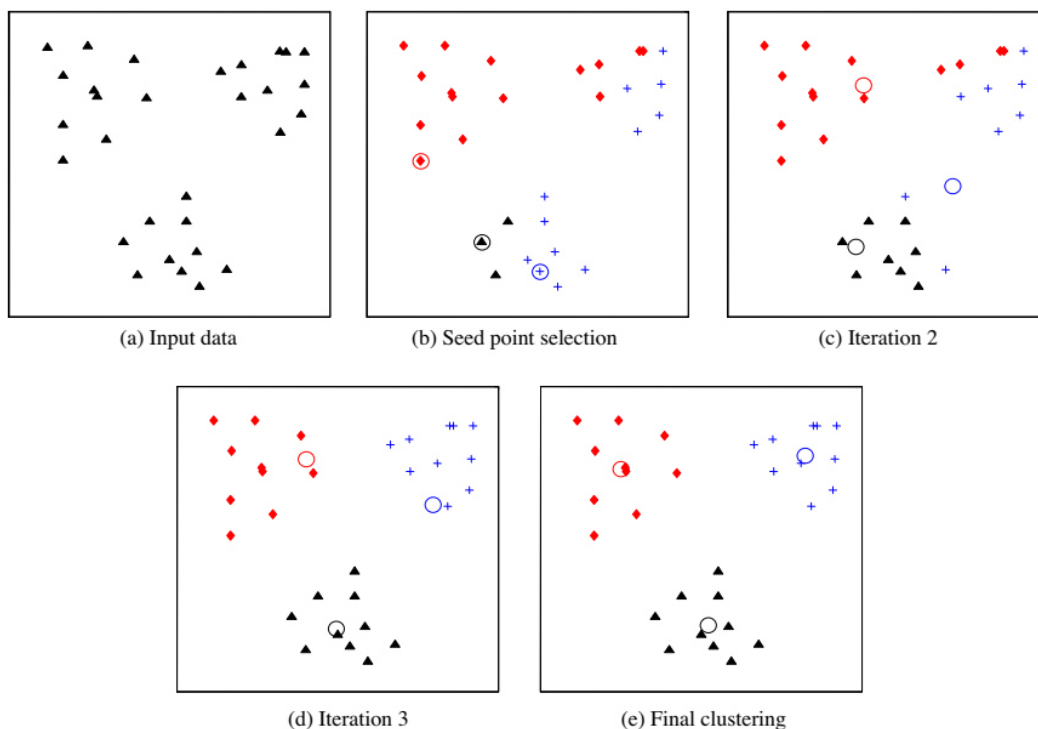 (a) Input data
(b) Seed point selection
(c) Iteration 2
(d) Iteration 3
(e) Final clustering